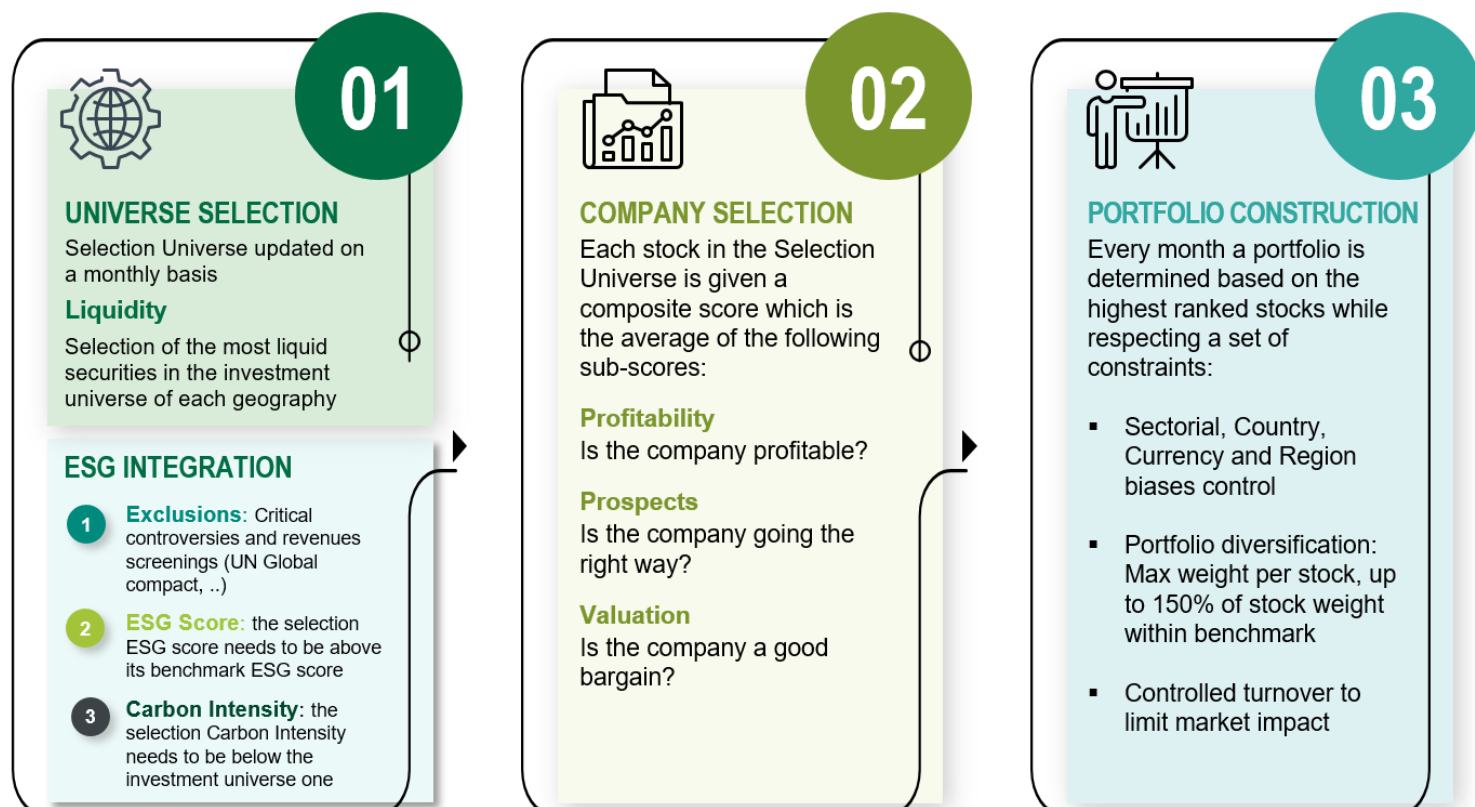 01
UNIVERSE SELECTION
Selection Universe updated on
a monthly basis
Liquidity
Selection of the most liquid
securities in the investment
universe of each geography
ESG INTEGRATION
1
Exclusions: Critical
controversies and revenues
screenings (UN Global
compact, ..)
2
ESG Score: the selection
ESG score needs to be above
its benchmark ESG score
3
Carbon Intensity: the
selection Carbon Intensity
needs to be below the
investment universe one
02
COMPANY SELECTION
Each stock in the Selection
Universe is given a
composite score which is
the average of the following
sub-scores:
Profitability
Is the company profitable?
Prospects
Is the company going the
right way?
Valuation
Is the company a good
bargain?
03
PORTFOLIO CONSTRUCTION
Every month a portfolio is
determined based on the
highest ranked stocks while
respecting a set of
constraints:
▪ Sectorial, Country,
Currency and Region
biases control
▪ Portfolio diversification:
Max weight per stock, up
to 150% of stock weight
within benchmark
▪ Controlled turnover to
limit market impact